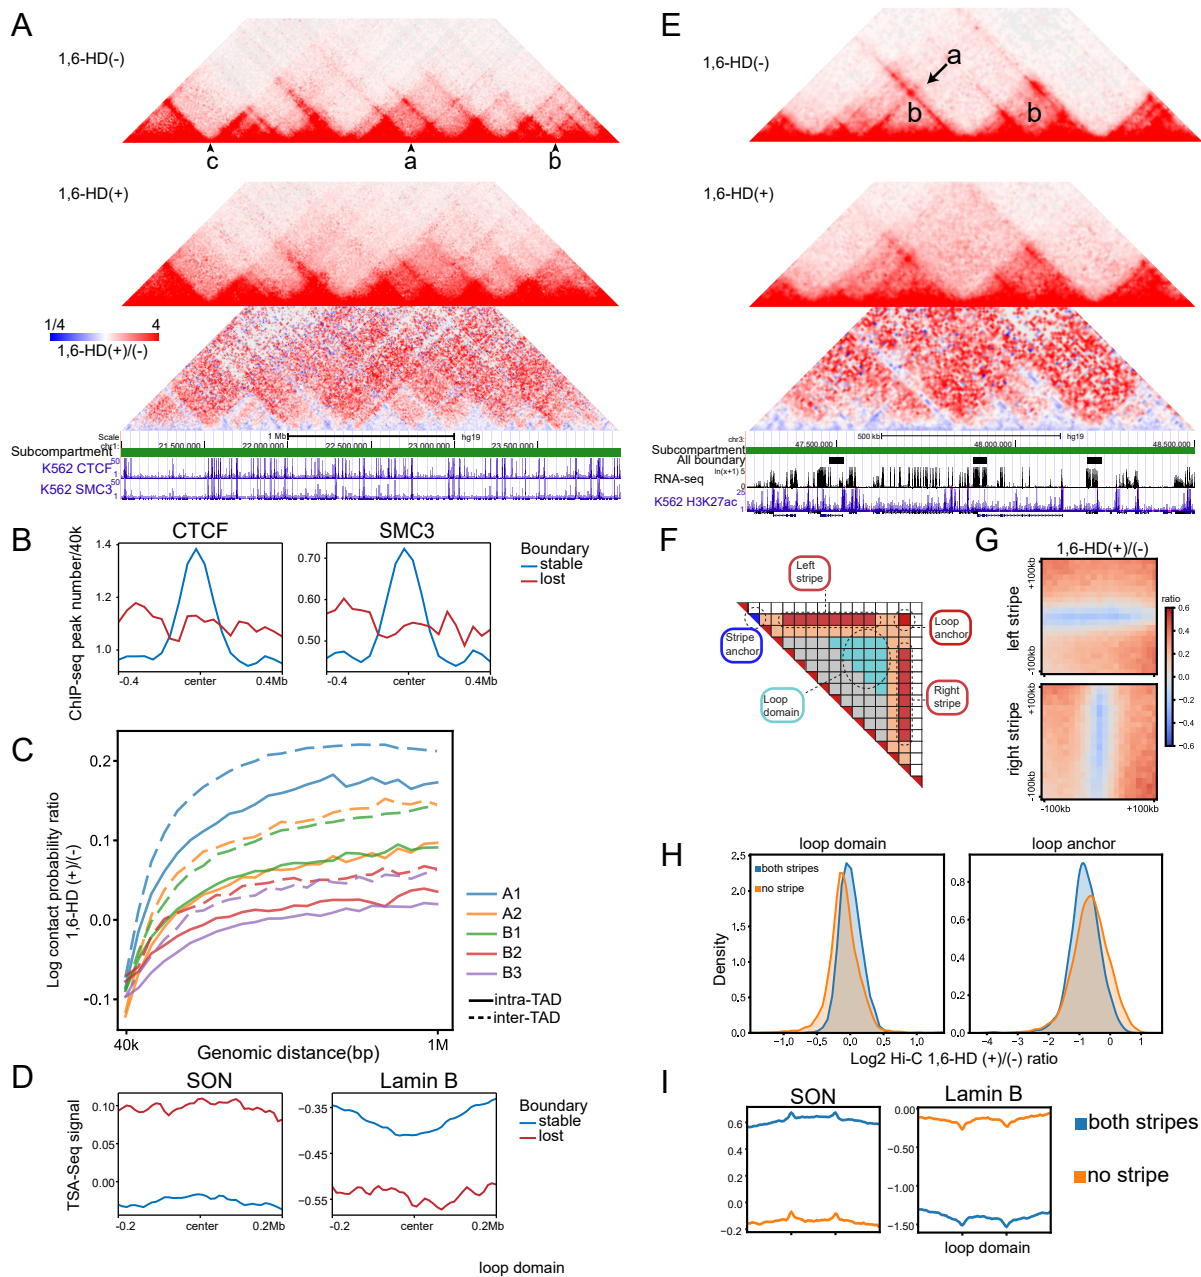 A
1,6-HD(-)
c
a
b
1,6-HD(+)
1/4
4
1,6-HD(+)/(-)
Scale
1 Mb
hg19
chr1:
21,500,000
22,000,000
22,500,000
23,000,000
23,500,000
Subcompartment
50
K562 CTCF
1
50
K562 SMC3
1
B
CTCF
SMC3
ChIP-seq peak number/40k
1.4
1.2
1.0
0.70
0.60
0.50
-0.4
center
0.4Mb
-0.4
center
0.4Mb
Boundary
stable
lost
C
Log contact probability ratio
1,6-HD (+)/(-)
0.2
0.1
0.0
-0.1
40k
1M
Genomic distance(bp)
A1
A2
B1
B2
B3
intra-TAD
inter-TAD
D
SON
Lamin B
TSA-Seq signal
0.10
0.05
0.00
−0.35
−0.45
−0.55
-0.2
center
0.2Mb
-0.2
center
0.2Mb
Boundary
stable
lost
loop domain
E
1,6-HD(-)
a
b
b
1,6-HD(+)
chr3:
500 kb
hg19
47,500,000
48,000,000
48,500,000
Subcompartment
All boundary
RNA-seq
ln(x+1) 5
0
25
K562 H3K27ac
1
F
Left
stripe
Stripe
anchor
Loop
anchor
Loop
domain
Right
stripe
G
1,6-HD(+)/(-)
left stripe
+100kb
-100kb
right stripe
+100kb
-100kb
-100kb
+100kb
ratio
0.6
0.4
0.2
0.0
−0.2
−0.4
−0.6
H
loop domain
loop anchor
both stripes
no stripe
Density
2.5
2.0
1.5
1.0
0.5
0.0
−1.0
−0.5
0.0
0.5
1.0
0.8
0.6
0.4
0.2
0.0
−4
−3
−2
−1
0
1
Log2 Hi-C 1,6-HD (+)/(-) ratio
I
SON
Lamin B
0.6
0.4
0.2
0.0
−0.2
0.00
−0.50
−1.00
−1.50
loop domain
both stripes
no stripe